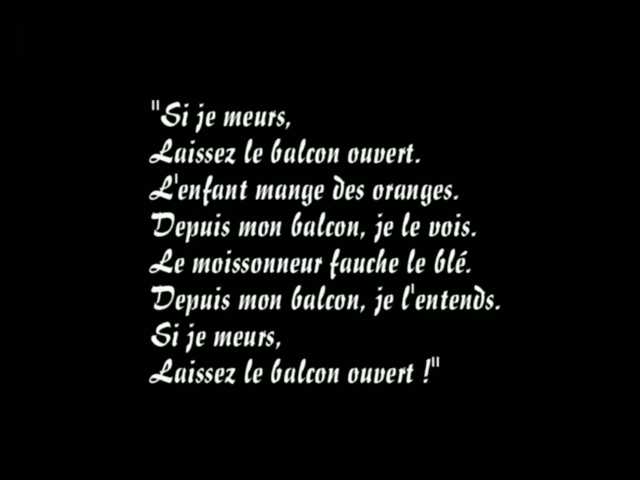 "Si je meurs,
Laissez le balcon ouvert.
L'enfant mange des oranges.
Depuis mon balcon, je le vois.
Le moissonneur fauche le blé.
Depuis mon balcon, je l'entends.
Si je meurs,
Laissez le balcon ouvert !"